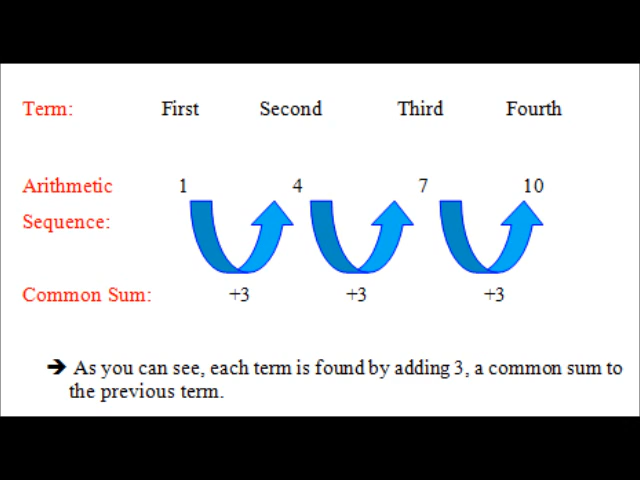 Term: First Second Third Fourth
Arithmetic 1 4 7 10
Sequence:
Common Sum: +3 +3 +3
➔ As you can see, each term is found by adding 3, a common sum to
the previous term.